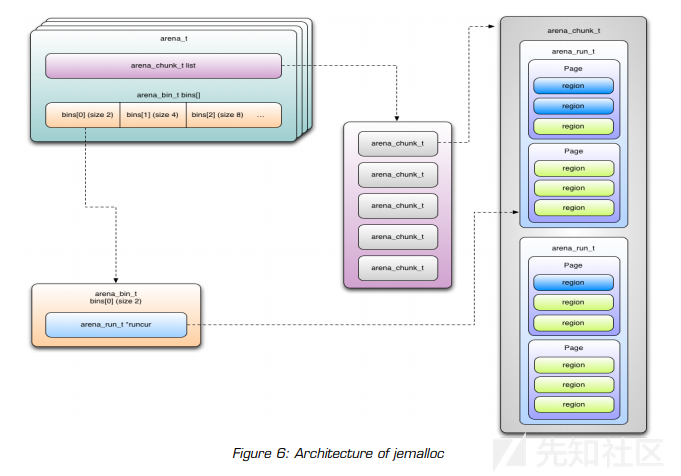 arena_t
arena_chunk_t list
arena_bin_t bins[]
bins[0] (size 2) bins[1] (size 4) bins[2] (size 8) ...
arena_chunk_t
arena_chunk_t
arena_chunk_t
arena_chunk_t
arena_chunk_t
arena_bin_t
bins[0] (size 2)
arena_run_t *runcur
arena_chunk_t
arena_run_t
Page
region
region
region
Page
region
region
region
arena_run_t
Page
region
region
region
Page
region
region
region
Figure 6: Architecture of jemalloc
先知社区